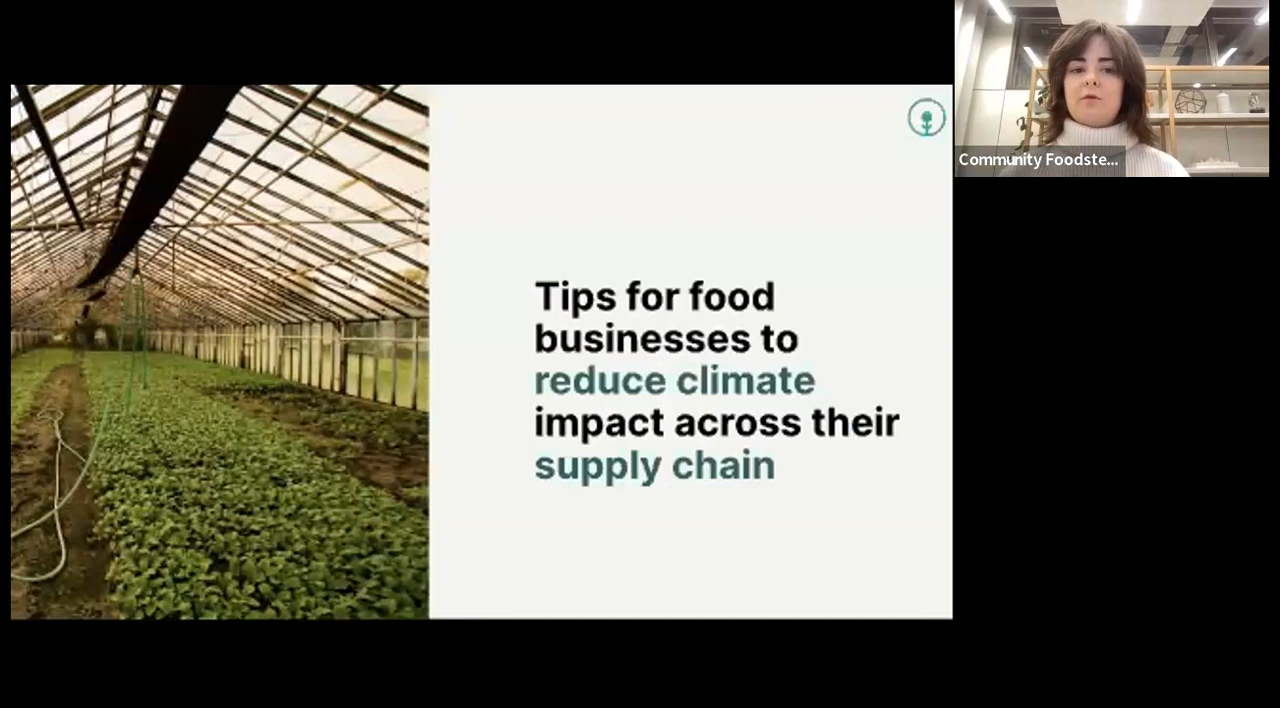 Tips for food
businesses to
reduce climate
impact across their
supply chain
Community Foodste...